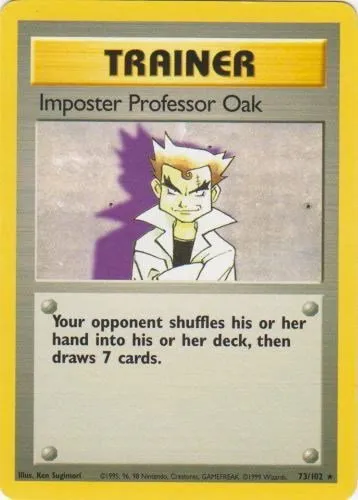 TRAINER
Imposter Professor Oak
Your opponent shuffles his or her
hand into his or her deck, then
draws 7 cards.
Illus. Ken Sugimori ©1995, 96, 98 Nintendo, Creatures, GAMEFREAK. ©1999 Wizards. 73/102 ★